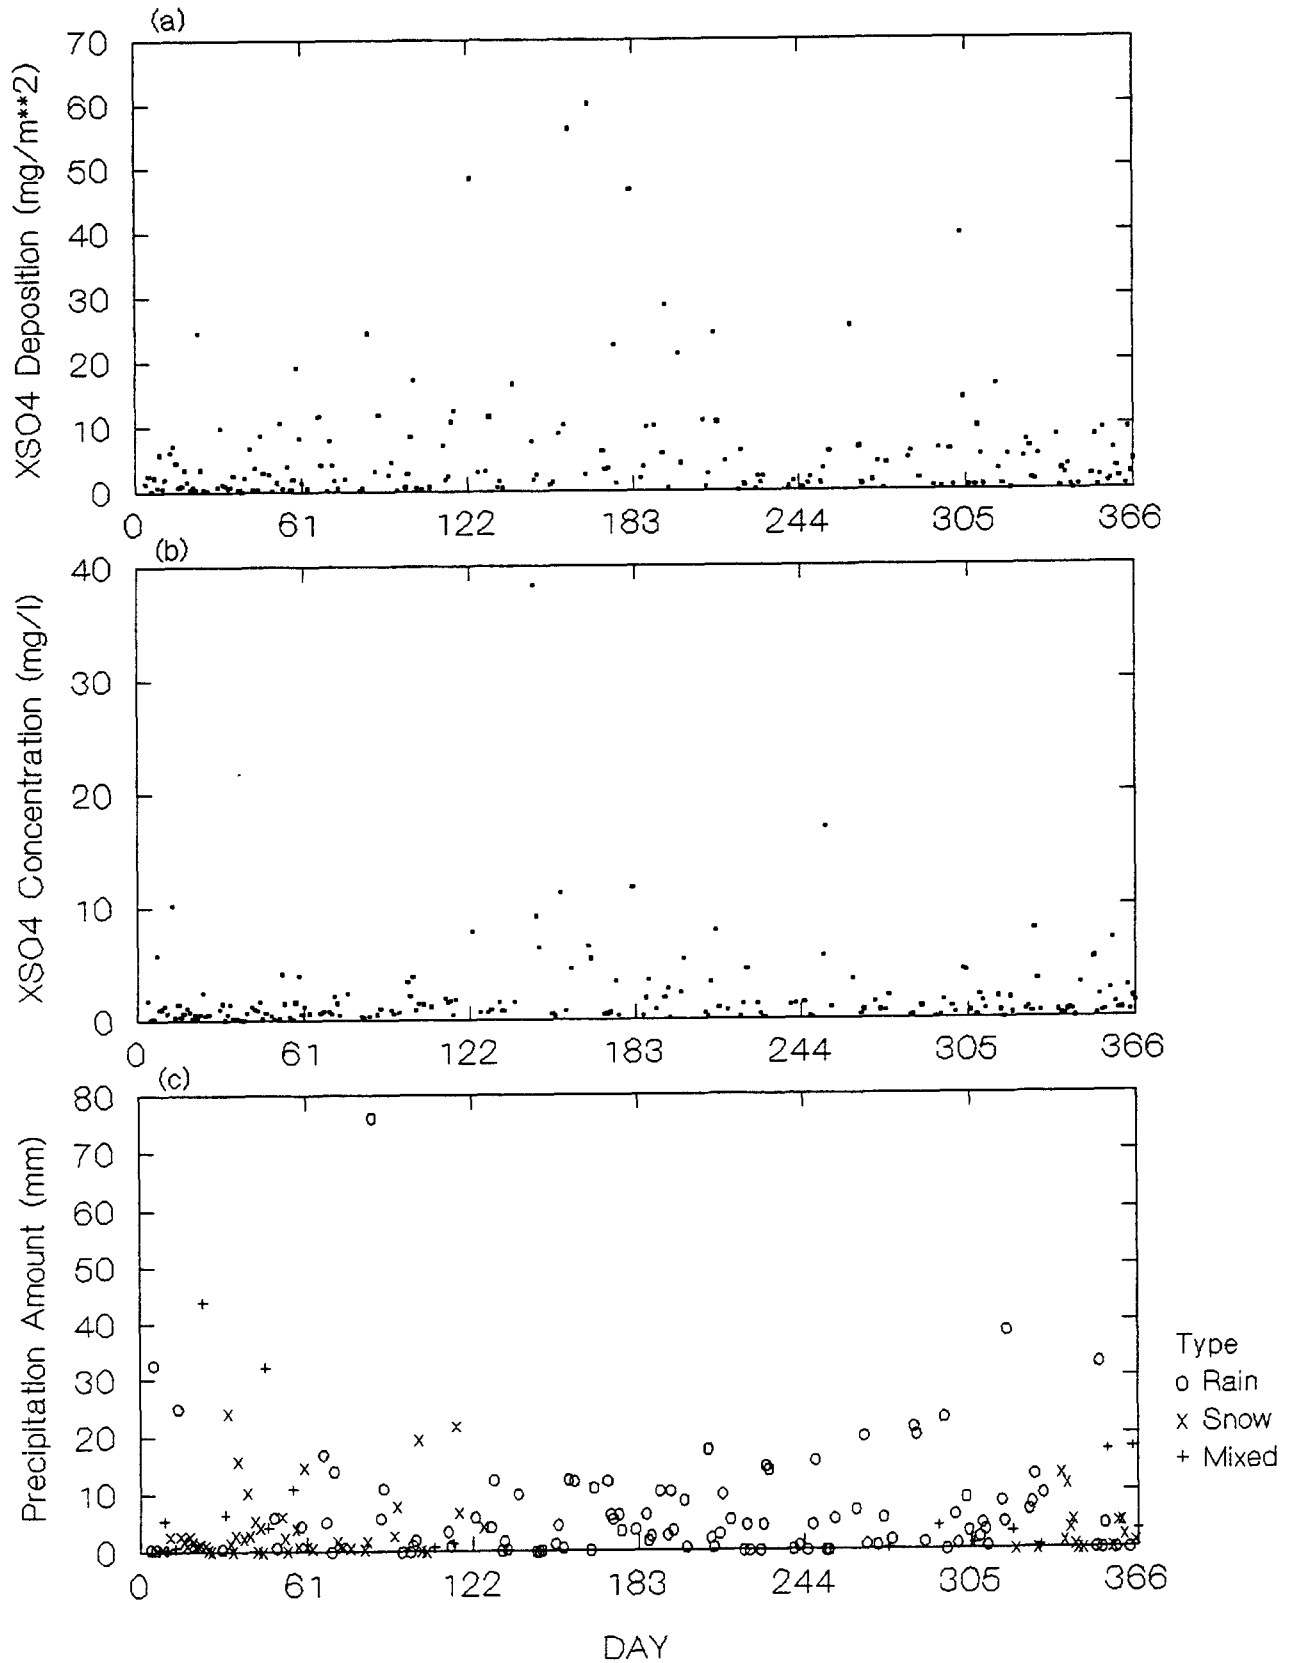 (a)
XSO4 Deposition (mg/m**2)
70
60
50
40
30
20
10
0
0 61 122 183 244 305 366
(b)
XSO4 Concentration (mg/l)
40
30
20
10
0
0 61 122 183 244 305 366
(c)
Precipitation Amount (mm)
80
70
60
50
40
30
20
10
0
0 61 122 183 244 305 366
DAY
Type
o Rain
x Snow
+ Mixed